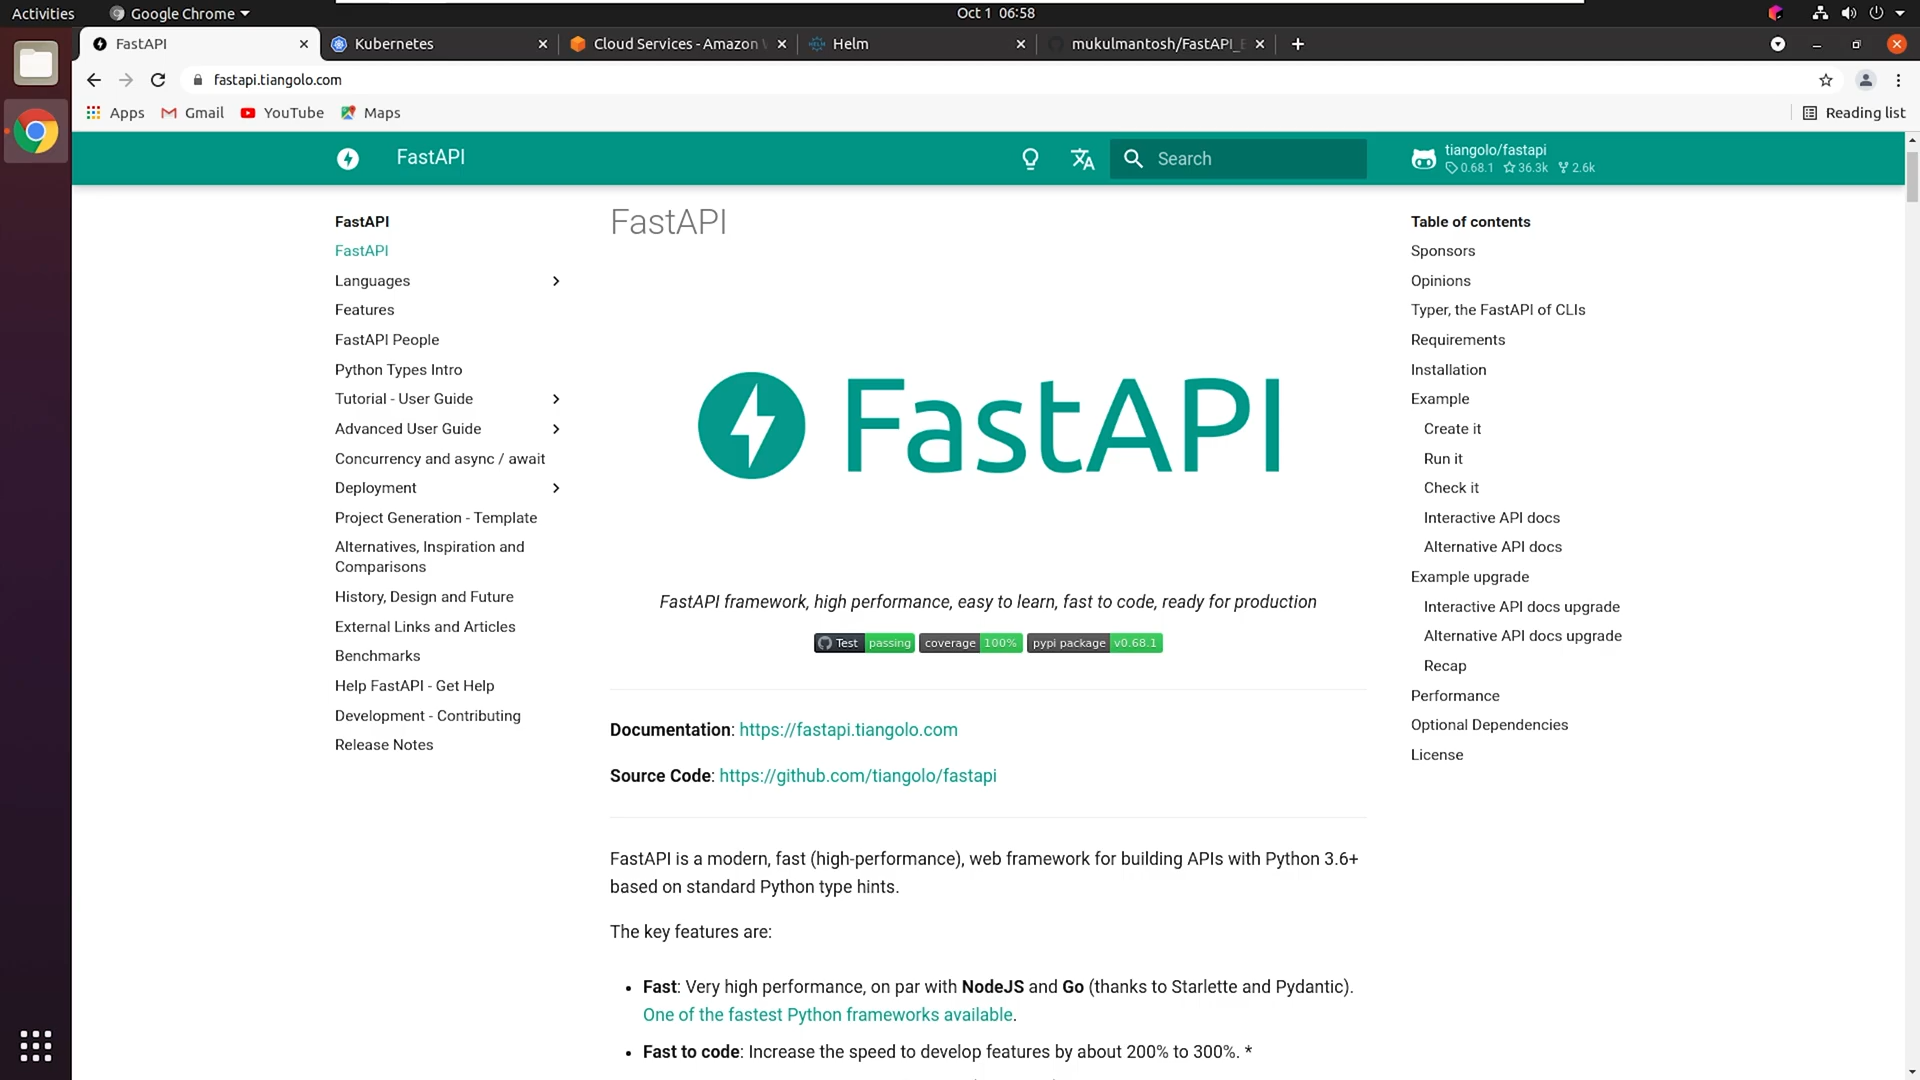 Activities
Google Chrome
Oct 1 06:58
FastAPI
Kubernetes
Cloud Services - Amazon
Helm
mukulmantosh/FastAPI_
fastapi.tiangolo.com
Apps
Gmail
YouTube
Maps
Reading list
FastAPI
Search
tiangolo/fastapi
0.68.1 36.3k 2.6k
FastAPI
FastAPI
Languages
Features
FastAPI People
Python Types Intro
Tutorial - User Guide
Advanced User Guide
Concurrency and async / await
Deployment
Project Generation - Template
Alternatives, Inspiration and
Comparisons
History, Design and Future
External Links and Articles
Benchmarks
Help FastAPI - Get Help
Development - Contributing
Release Notes
FastAPI
FastAPI
FastAPI framework, high performance, easy to learn, fast to code, ready for production
Test passing coverage 100% pypi package v0.68.1
Documentation: https://fastapi.tiangolo.com
Source Code: https://github.com/tiangolo/fastapi
FastAPI is a modern, fast (high-performance), web framework for building APIs with Python 3.6+
based on standard Python type hints.
The key features are:
• Fast: Very high performance, on par with NodeJS and Go (thanks to Starlette and Pydantic).
One of the fastest Python frameworks available.
• Fast to code: Increase the speed to develop features by about 200% to 300%. *
Table of contents
Sponsors
Opinions
Typer, the FastAPI of CLIs
Requirements
Installation
Example
Create it
Run it
Check it
Interactive API docs
Alternative API docs
Example upgrade
Interactive API docs upgrade
Alternative API docs upgrade
Recap
Performance
Optional Dependencies
License